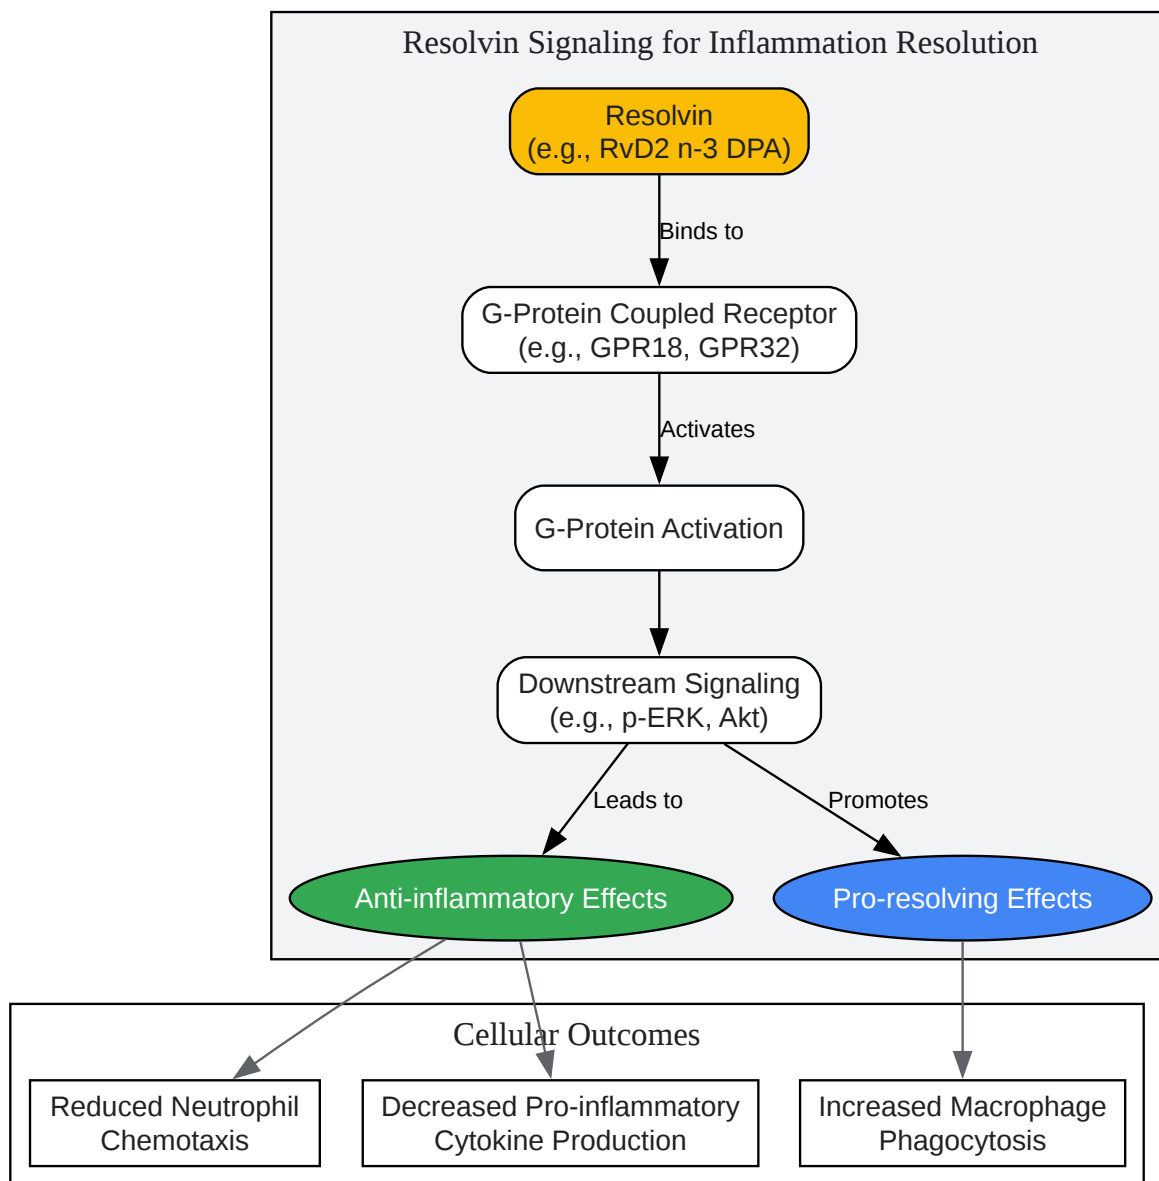 Resolvin Signaling for Inflammation Resolution
Resolvin
(e.g., RvD2 n-3 DPA)
Binds to
G-Protein Coupled Receptor
(e.g., GPR18, GPR32)
Activates
G-Protein Activation
Downstream Signaling
(e.g., p-ERK, Akt)
Leads to
Promotes
Anti-inflammatory Effects
Pro-resolving Effects
Cellular Outcomes
Reduced Neutrophil
Chemotaxis
Decreased Pro-inflammatory
Cytokine Production
Increased Macrophage
Phagocytosis